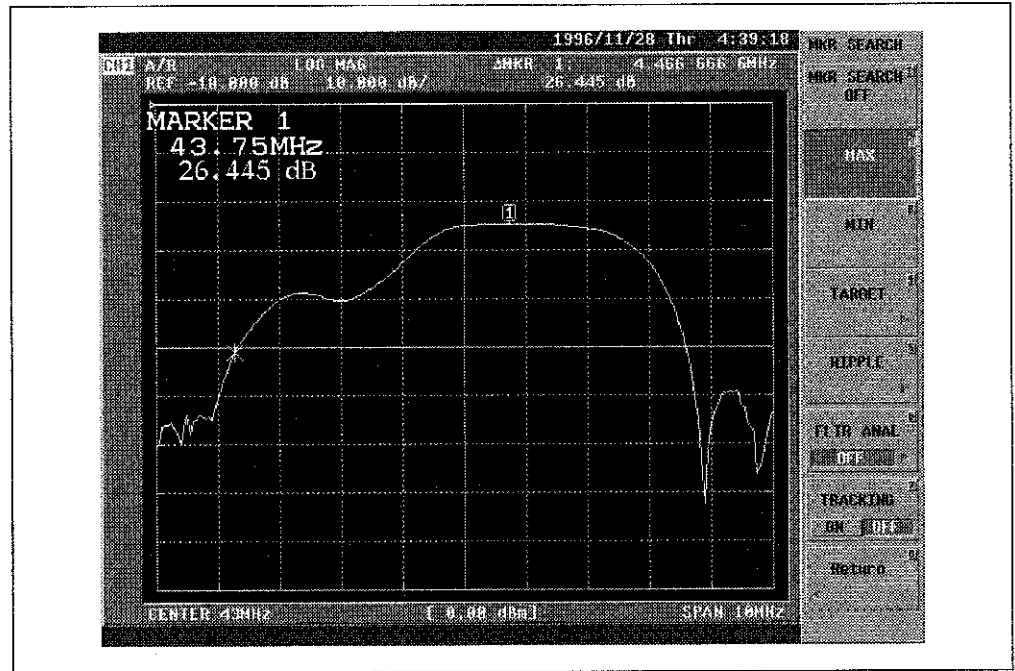 1996/11/28 Thr 4:39:18
CH1 A/R LOG MAG ΔMKR 1. 4.466 666 6MHz
REF -10.000 dB 10.000 dB/ 26.445 dB
MARKER 1
43.75MHz
26.445 dB
1
CENTER 43MHz [ 0.00 dBm] SPAN 10MHz
MKR SEARCH
MKR SEARCH
OFF
MAX
MIN
TARGET
RIPPLE
FLTR ANAL
OFF
TRACKING
ON OFF
Return